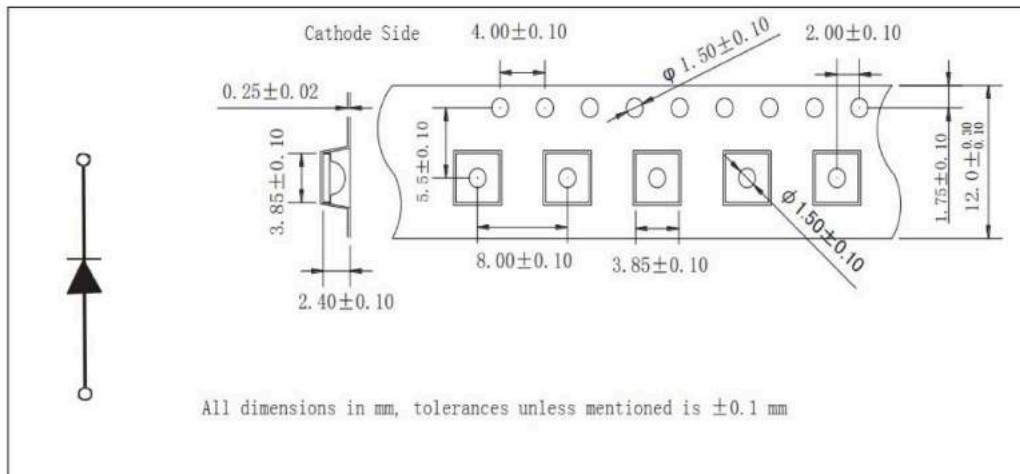 Cathode Side
4.00±0.10
φ 1.50±0.10
2.00±0.10
0.25±0.02
3.85±0.10
5.5±0.10
1.75±0.10
12.0±0.30
0.10
φ1.50±0.10
8.00±0.10
3.85±0.10
2.40±0.10
All dimensions in mm, tolerances unless mentioned is ±0.1 mm